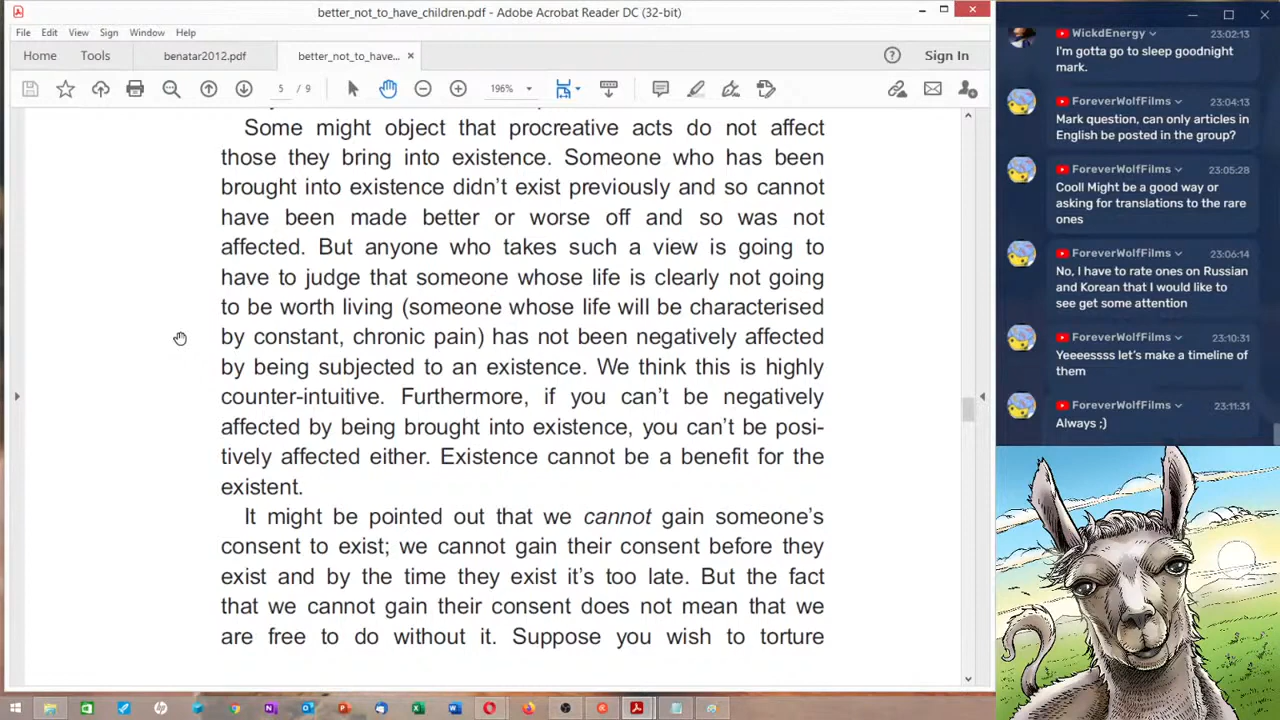 better_not_to_have_children.pdf - Adobe Acrobat Reader DC (32-bit)
File Edit View Sign Window Help
Home Tools benatar2012.pdf better_not_to_have... Sign In
5 / 9 196%
Some might object that procreative acts do not affect
those they bring into existence. Someone who has been
brought into existence didn't exist previously and so cannot
have been made better or worse off and so was not
affected. But anyone who takes such a view is going to
have to judge that someone whose life is clearly not going
to be worth living (someone whose life will be characterised
by constant, chronic pain) has not been negatively affected
by being subjected to an existence. We think this is highly
counter-intuitive. Furthermore, if you can't be negatively
affected by being brought into existence, you can't be posi-
tively affected either. Existence cannot be a benefit for the
existent.
It might be pointed out that we cannot gain someone's
consent to exist; we cannot gain their consent before they
exist and by the time they exist it's too late. But the fact
that we cannot gain their consent does not mean that we
are free to do without it. Suppose you wish to torture
WickdEnergy 23:02:13
I'm gotta go to sleep goodnight
mark.
ForeverWolfFilms 23:04:13
Mark question, can only articles in
English be posted in the group?
ForeverWolfFilms 23:05:28
Cooll Might be a good way or
asking for translations to the rare
ones
ForeverWolfFilms 23:06:14
No, I have to rate ones on Russian
and Korean that I would like to
see get some attention
ForeverWolfFilms 23:10:31
Yeeeessss let's make a timeline of
them
ForeverWolfFilms 23:11:31
Always ;)